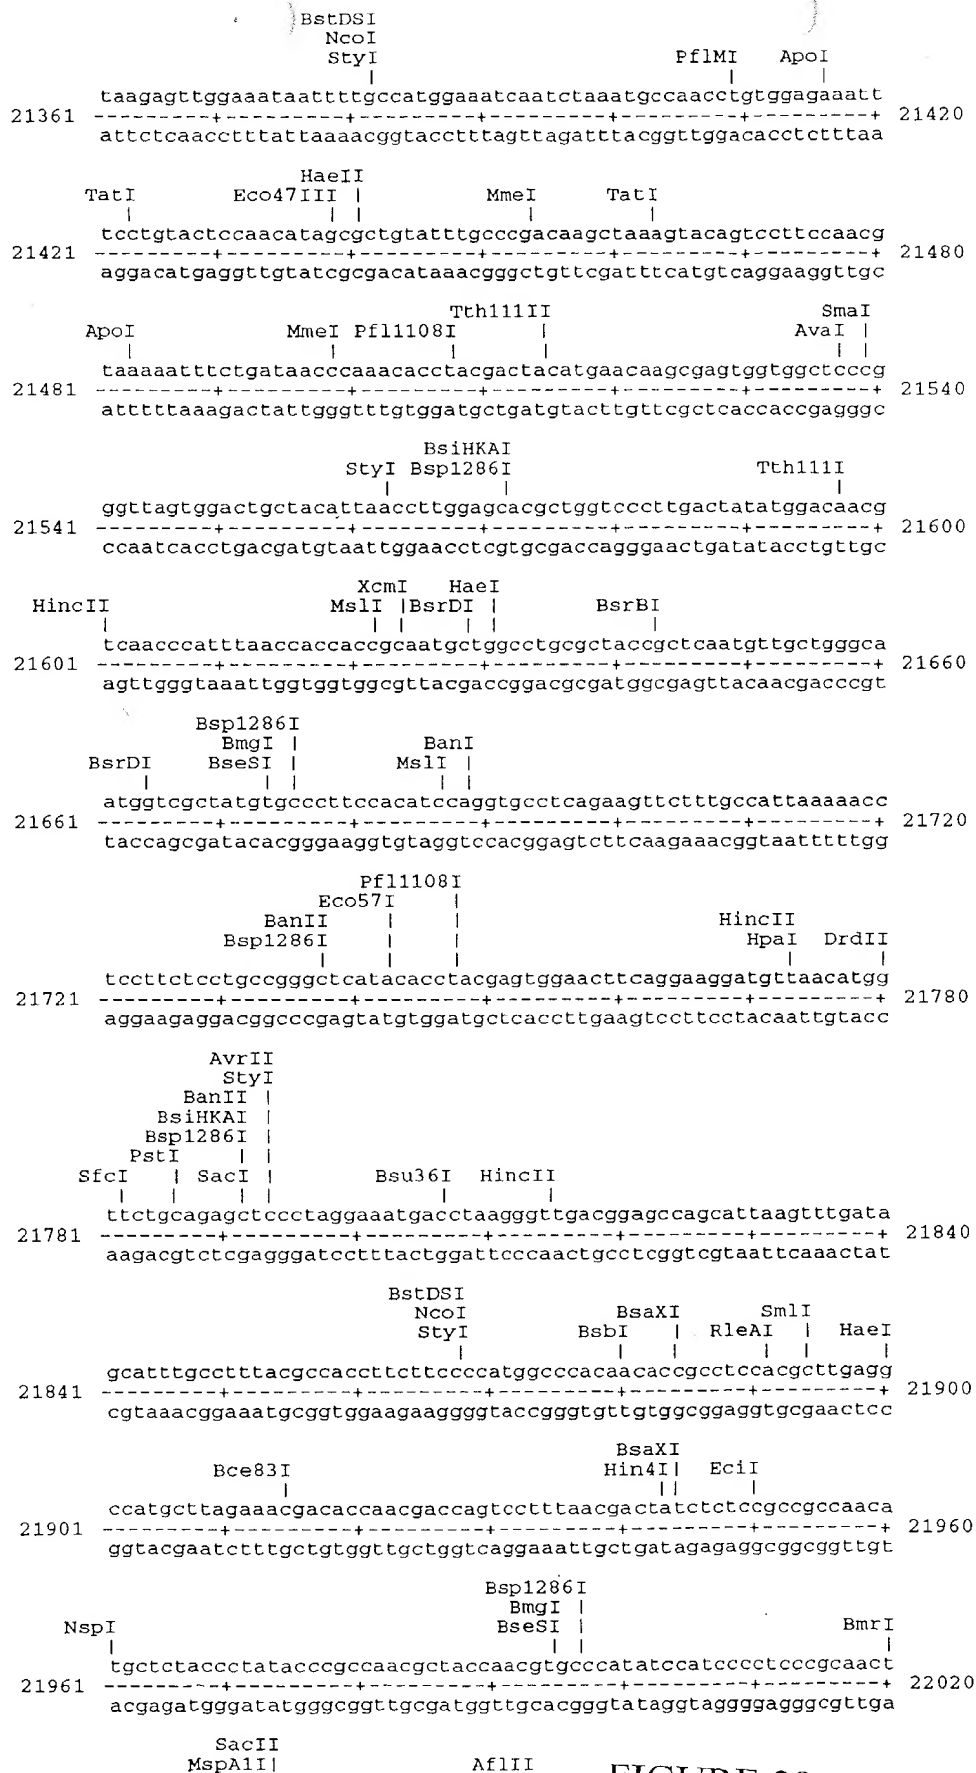 BstDSI
NcoI
StyI PflMI ApoI
taagagttggaaataattttgccatggaaatcaatctaaatgccaacctgtggagaaatt
21361 ---------+---------+---------+---------+---------+---------+ 21420
attctcaacctttattaaaacggtacctttagttagatttacggttggacacctctttaa
HaeII
TatI Eco47III | MmeI TatI
tcctgtactccaacatagcgctgtatttgcccgacaagctaaagtacagtccttccaacg
21421 ---------+---------+---------+---------+---------+---------+ 21480
aggacatgaggttgtatcgcgacataaacgggctgttcgatttcatgtcaggaaggttgc
Tth111II SmaI
ApoI MmeI Pfl1108I | AvaI |
taaaaatttctgataacccaaacacctacgactacatgaacaagcgagtggtggctcccg
21481 ---------+---------+---------+---------+---------+---------+ 21540
atttttaaagactattgggtttgtggatgctgatgtacttgttcgctcaccaccgagggc
BsiHKAI
StyI Bsp1286I Tth111I
ggttagtggactgctacattaaccttggagcacgctggtcccttgactatatggacaacg
21541 ---------+---------+---------+---------+---------+---------+ 21600
ccaatcacctgacgatgtaattggaacctcgtgcgaccagggaactgatatacctgttgc
XcmI HaeI
HincII MslI |BsrDI | BsrBI
tcaacccatttaaccaccaccgcaatgctggcctgcgctaccgctcaatgttgctgggca
21601 ---------+---------+---------+---------+---------+---------+ 21660
agttgggtaaattggtggtggcgttacgaccggacgcgatggcgagttacaacgacccgt
Bsp1286I
BmgI | BanI
BsrDI BseSI | MslI |
atggtcgctatgtgcccttccacatccaggtgcctcagaagttctttgccattaaaaacc
21661 ---------+---------+---------+---------+---------+---------+ 21720
taccagcgatacacgggaaggtgtaggtccacggagtcttcaagaaacggtaatttttgg
Pfl1108I
Eco57I |
BanII | | HincII
Bsp1286I | | HpaI DrdII
tccttctcctgccgggctcatacacctacgagtggaacttcaggaaggatgttaacatgg
21721 ---------+---------+---------+---------+---------+---------+ 21780
aggaagaggacggcccgagtatgtggatgctcaccttgaagtccttcctacaattgtacc
AvrII
StyI
BanII |
BsiHKAI |
Bsp1286I |
PstI | |
SfcI | SacI | Bsu36I HincII
ttctgcagagctccctaggaaatgacctaagggttgacggagccagcattaagtttgata
21781 ---------+---------+---------+---------+---------+---------+ 21840
aagacgtctcgagggatcctttactggattcccaactgcctcggtcgtaattcaaactat
BstDSI
NcoI BsaXI SmlI
StyI BsbI | RleAI | HaeI
gcatttgcctttacgccaccttcttccccatggcccacaacaccgcctccacgcttgagg
21841 ---------+---------+---------+---------+---------+---------+ 21900
cgtaaacggaaatgcggtggaagaaggggtaccgggtgttgtggcggaggtgcgaactcc
BsaXI
Bce83I Hin4I| EciI
ccatgcttagaaacgacaccaacgaccagtcctttaacgactatctctccgccgccaaca
21901 ---------+---------+---------+---------+---------+---------+ 21960
ggtacgaatctttgctgtggttgctggtcaggaaattgctgatagagaggcggcggttgt
Bsp1286I
BmgI |
NspI BseSI | BmrI
tgctctaccctatacccgccaacgctaccaacgtgcccatatccatcccctcccgcaact
21961 ---------+---------+---------+---------+---------+---------+ 22020
acgagatgggatatgggcggttgcgatggttgcacgggtataggtaggggagggcgttga
SacII
MspA1I| AflII